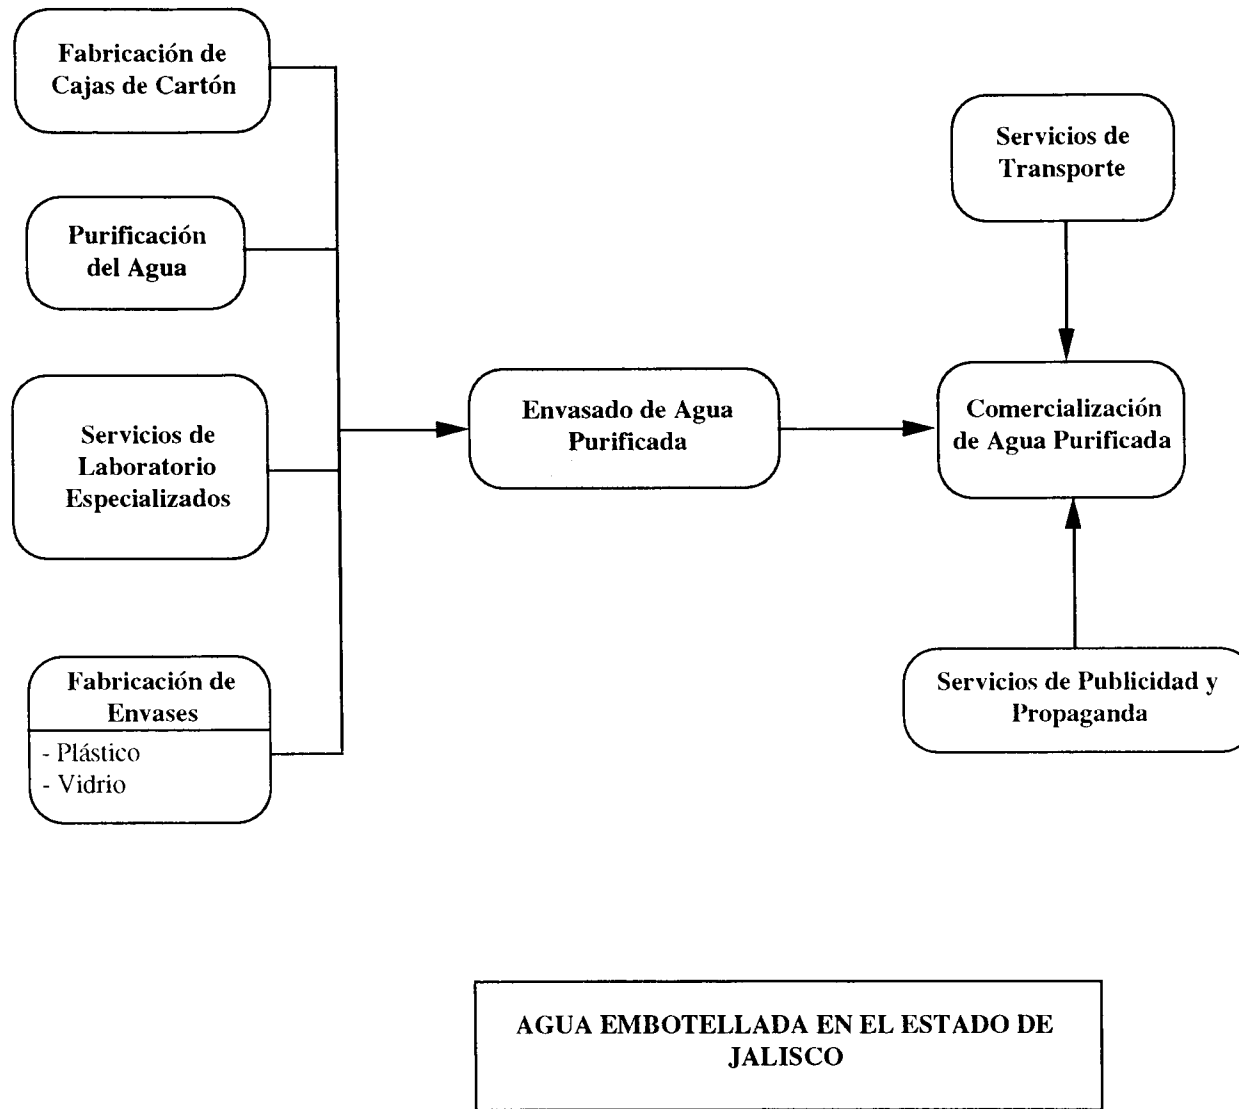 Fabricación de
Cajas de Cartón
Purificación
del Agua
Servicios de
Laboratorio
Especializados
Fabricación de
Envases
- Plástico
- Vidrio
Envasado de Agua
Purificada
Servicios de
Transporte
Comercialización
de Agua Purificada
Servicios de Publicidad y
Propaganda
AGUA EMBOTELLADA EN EL ESTADO DE
JALISCO